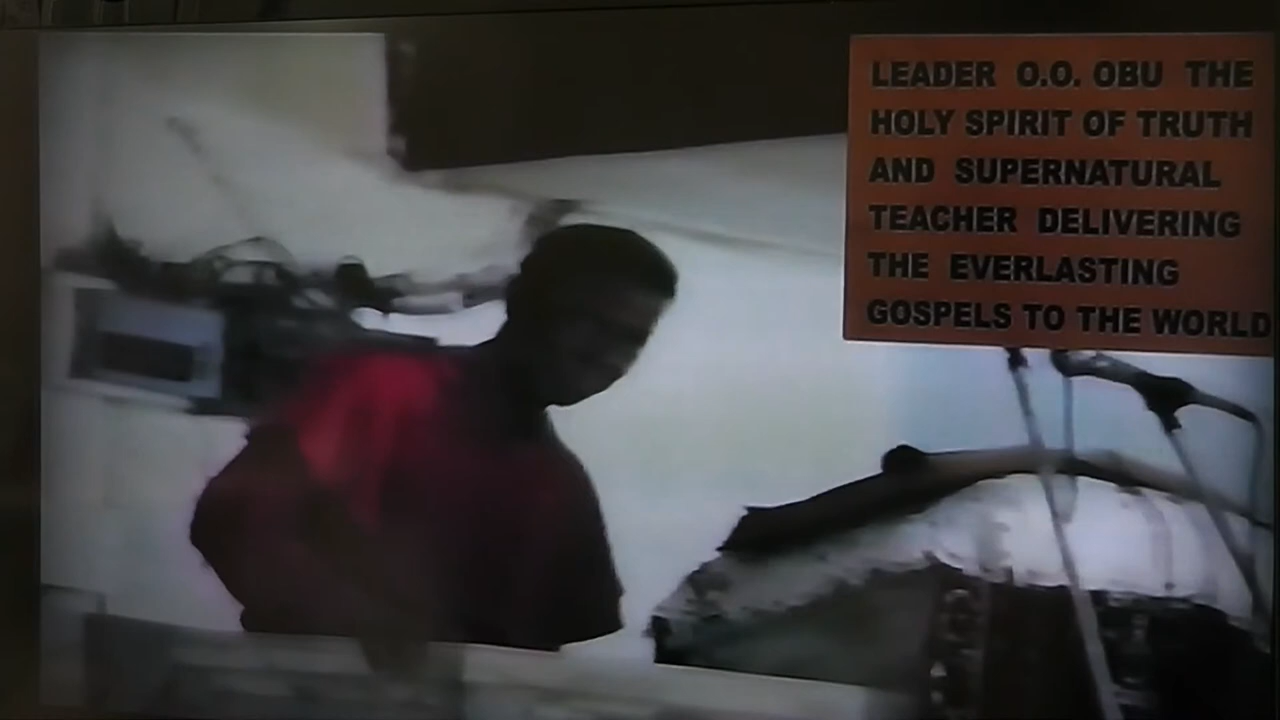 LEADER O.O. OBU THE
HOLY SPIRIT OF TRUTH
AND SUPERNATURAL
TEACHER DELIVERING
THE EVERLASTING
GOSPELS TO THE WORLD